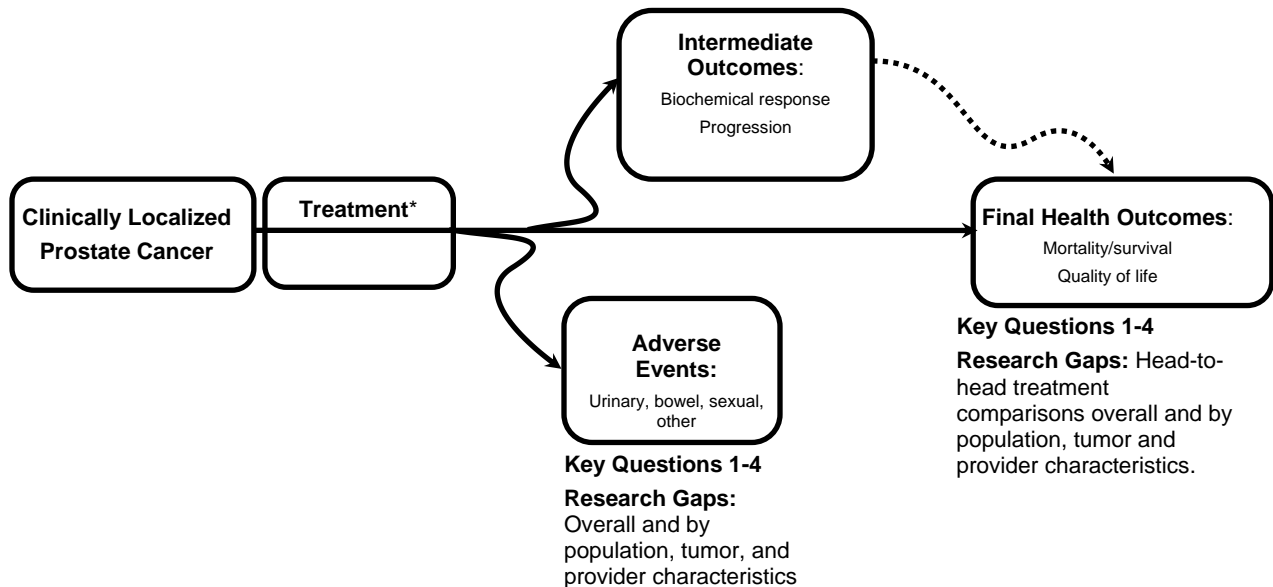 Intermediate
Outcomes:
Biochemical response
Progression
Clinically Localized
Prostate Cancer
Treatment*
Final Health Outcomes:
Mortality/survival
Quality of life
Adverse
Events:
Urinary, bowel, sexual,
other
Key Questions 1-4
Research Gaps:
Overall and by
population, tumor, and
provider characteristics
Key Questions 1-4
Research Gaps: Head-to-
head treatment
comparisons overall and by
population, tumor and
provider characteristics.